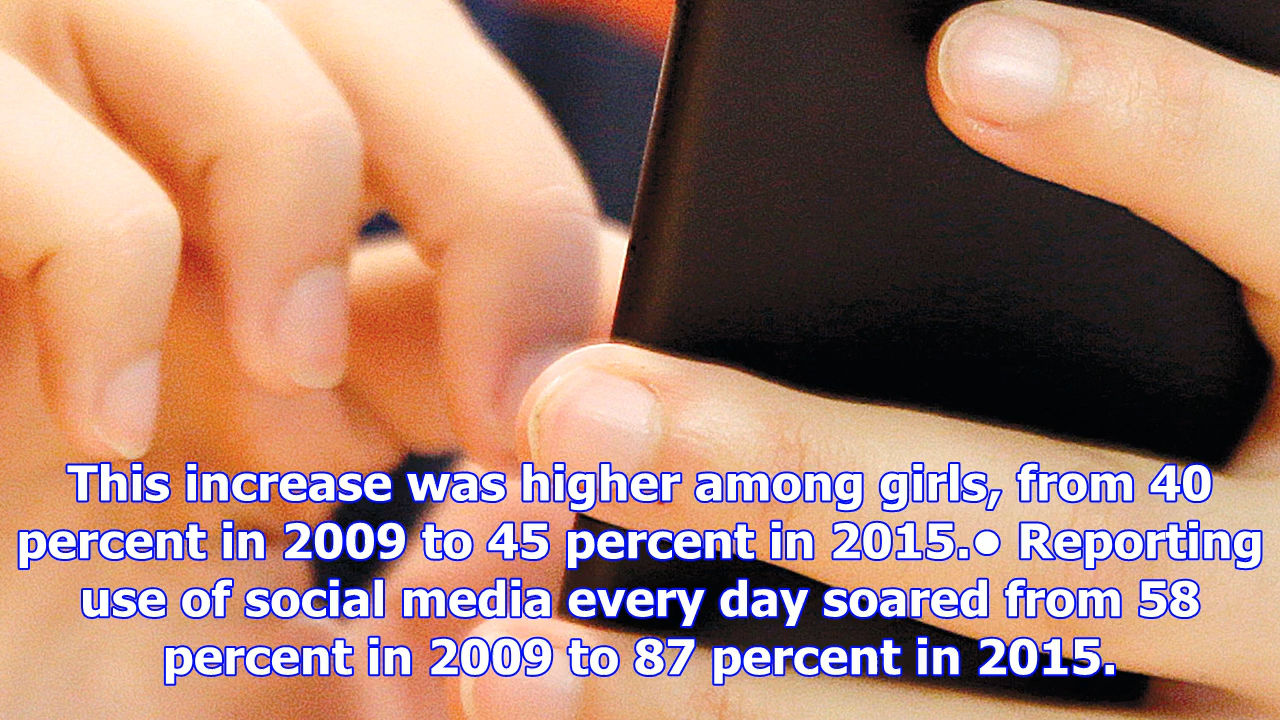 This increase was higher among girls, from 40
percent in 2009 to 45 percent in 2015.● Reporting
use of social media every day soared from 58
percent in 2009 to 87 percent in 2015.